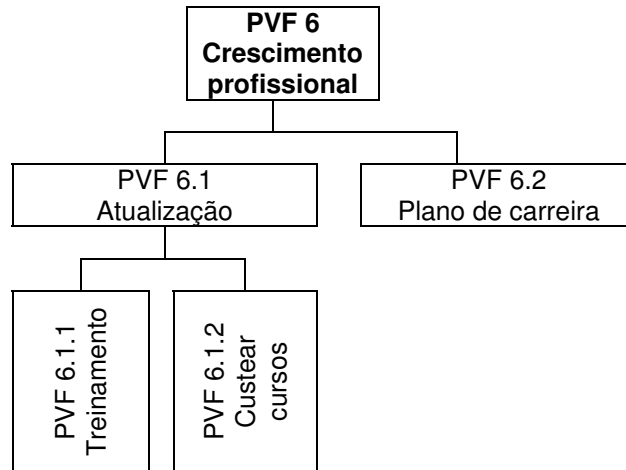 PVF 6
Crescimento
profissional
PVF 6.1
Atualização
PVF 6.2
Plano de carreira
PVF 6.1.1
Treinamento
PVF 6.1.2
Custear
cursos